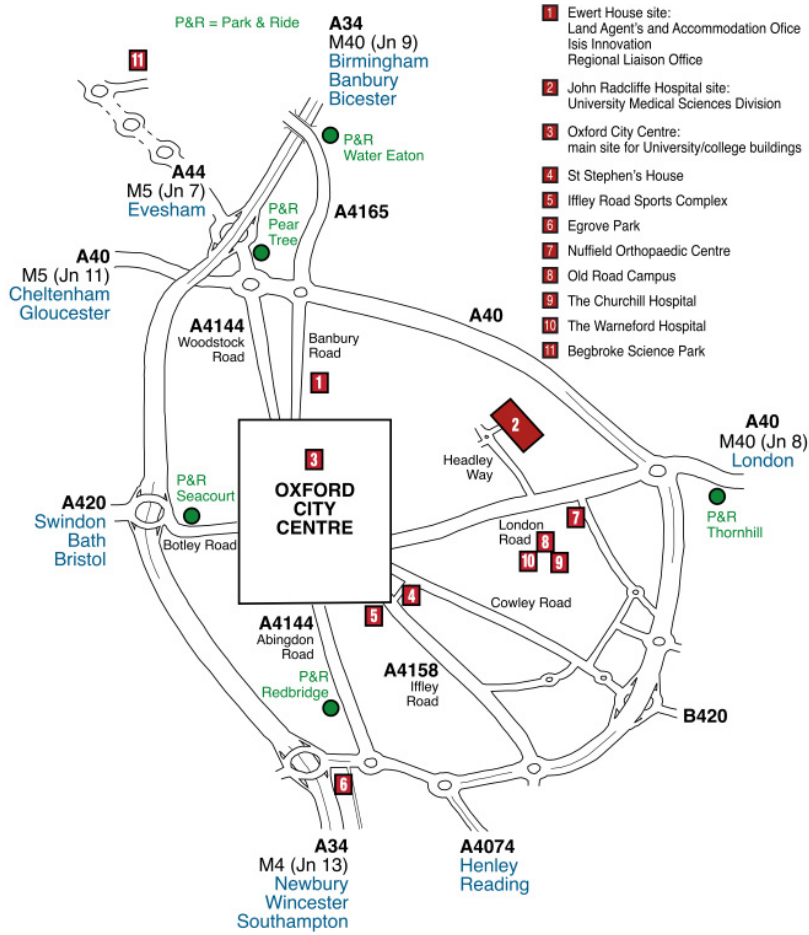 P&R = Park & Ride
A34
M40 (Jn 9)
Birmingham
Banbury
Bicester
1 Ewert House site:
Land Agent's and Accommodation Ofice
Isis Innovation
Regional Liaison Office
2 John Radcliffe Hospital site:
University Medical Sciences Division
3 Oxford City Centre:
main site for University/college buildings
4 St Stephen's House
5 Iffley Road Sports Complex
6 Egrove Park
7 Nuffield Orthopaedic Centre
8 Old Road Campus
9 The Churchill Hospital
10 The Warneford Hospital
11 Begbroke Science Park
11
P&R
Water Eaton
A44
M5 (Jn 7)
Evesham
P&R
Pear
Tree
A4165
A40
M5 (Jn 11)
Cheltenham
Gloucester
A4144
Woodstock
Road
Banbury
Road
A40
1
2
A40
M40 (Jn 8)
London
3
OXFORD
CITY
CENTRE
Headley
Way
P&R
Seacourt
A420
Swindon
Bath
Bristol
Botley Road
P&R
Thornhill
7
London
Road
8
10
9
Cowley Road
4
5
A4144
Abingdon
Road
A4158
Iffley
Road
P&R
Redbridge
B420
6
A34
M4 (Jn 13)
Newbury
Wincester
Southampton
A4074
Henley
Reading